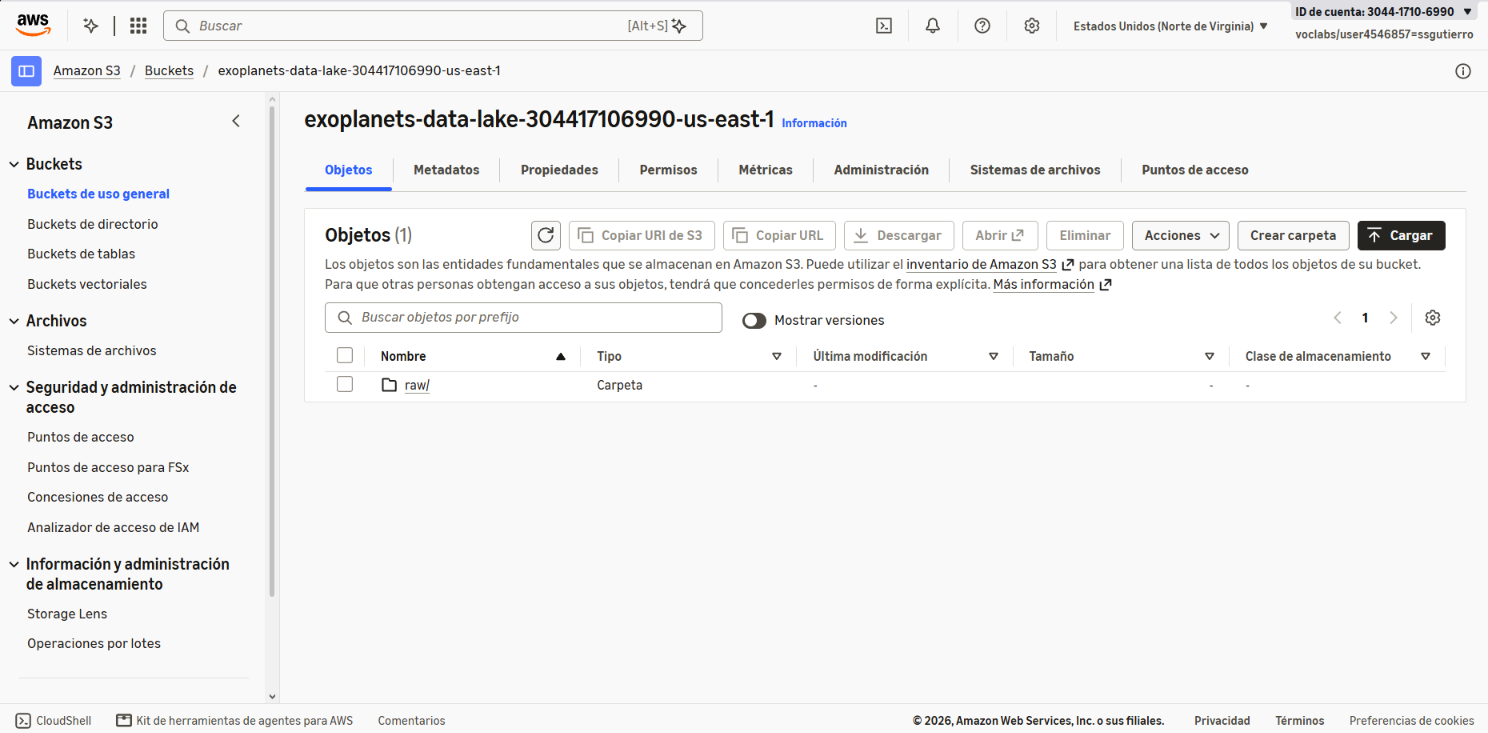 aws
Buscar [Alt+S]
Estados Unidos (Norte de Virginia) ▼
ID de cuenta: 3044-1710-6990 ▼
voclabs/user4546857=ssgutierro
Amazon S3 / Buckets / exoplanets-data-lake-304417106990-us-east-1
Amazon S3
Buckets
Buckets de uso general
Buckets de directorio
Buckets de tablas
Buckets vectoriales
Archivos
Sistemas de archivos
Seguridad y administración de
acceso
Puntos de acceso
Puntos de acceso para FSx
Concesiones de acceso
Analizador de acceso de IAM
Información y administración
de almacenamiento
Storage Lens
Operaciones por lotes
exoplanets-data-lake-304417106990-us-east-1 Información
Objetos Metadatos Propiedades Permisos Métricas Administración Sistemas de archivos Puntos de acceso
Objetos (1) Copiar URI de S3 Copiar URL Descargar Abrir Eliminar Acciones Crear carpeta Cargar
Los objetos son las entidades fundamentales que se almacenan en Amazon S3. Puede utilizar el inventario de Amazon S3 para obtener una lista de todos los objetos de su bucket.
Para que otras personas obtengan acceso a sus objetos, tendrá que concederles permisos de forma explícita. Más información
Buscar objetos por prefijo Mostrar versiones 1
Nombre Tipo Última modificación Tamaño Clase de almacenamiento
raw/ Carpeta - - -
CloudShell Kit de herramientas de agentes para AWS Comentarios © 2026, Amazon Web Services, Inc. o sus filiales. Privacidad Términos Preferencias de cookies